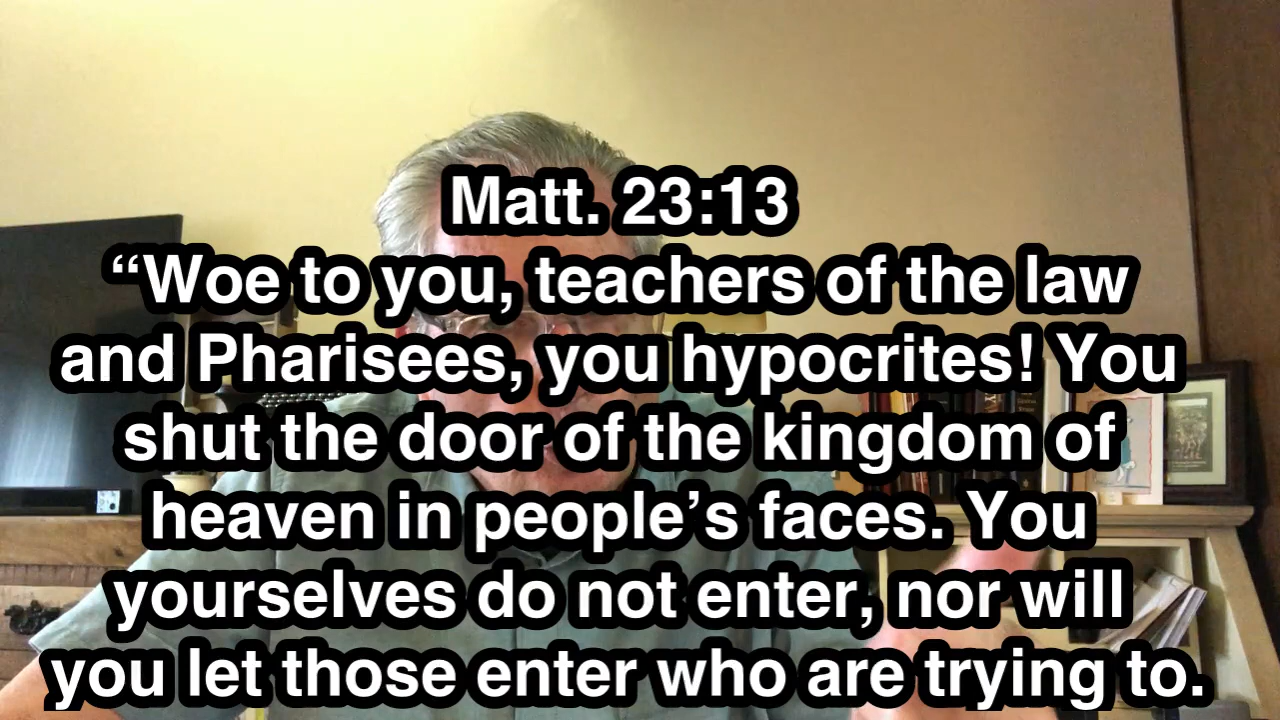 Matt. 23:13
“Woe to you, teachers of the law
and Pharisees, you hypocrites! You
shut the door of the kingdom of
heaven in people’s faces. You
yourselves do not enter, nor will
you let those enter who are trying to.